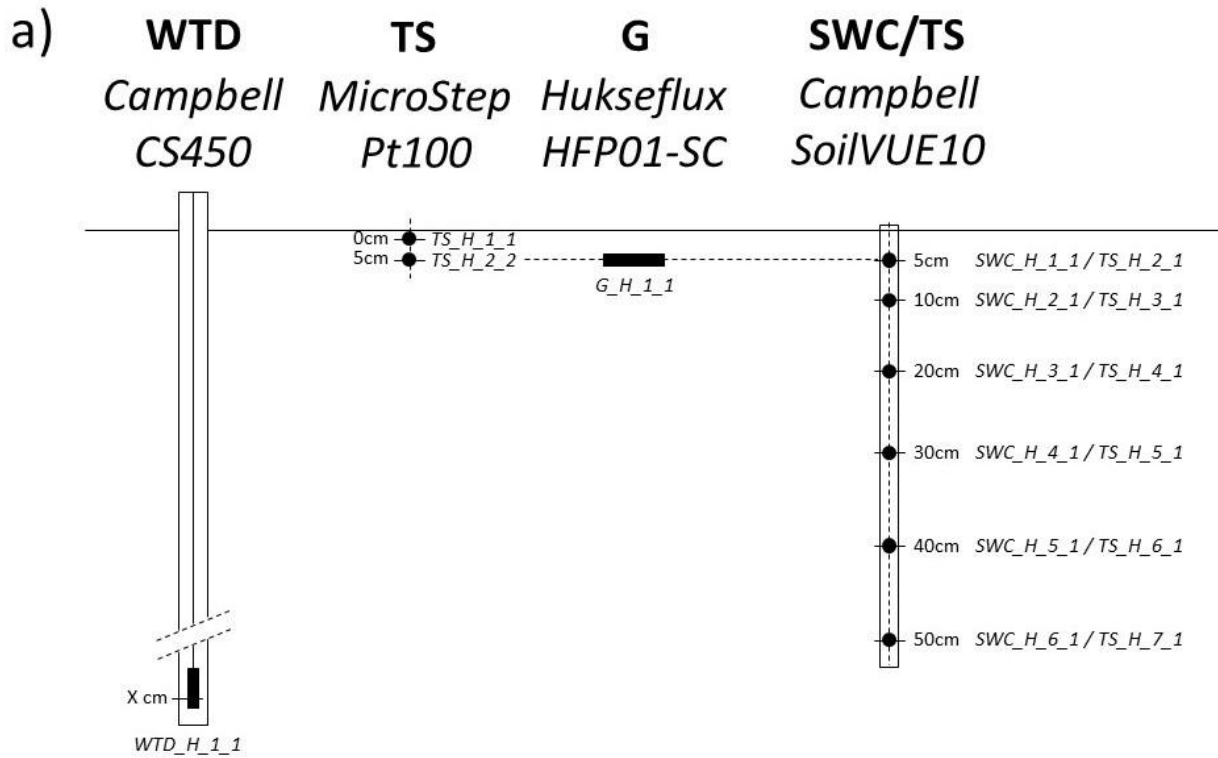 a)
WTD TS G SWC/TS
Campbell MicroStep Hukseflux Campbell
CS450 Pt100 HFP01-SC SoilVUE10
0cm TS_H_1_1
5cm TS_H_2_2
G_H_1_1
5cm SWC_H_1_1 / TS_H_2_1
10cm SWC_H_2_1 / TS_H_3_1
20cm SWC_H_3_1 / TS_H_4_1
30cm SWC_H_4_1 / TS_H_5_1
40cm SWC_H_5_1 / TS_H_6_1
50cm SWC_H_6_1 / TS_H_7_1
X cm
WTD_H_1_1